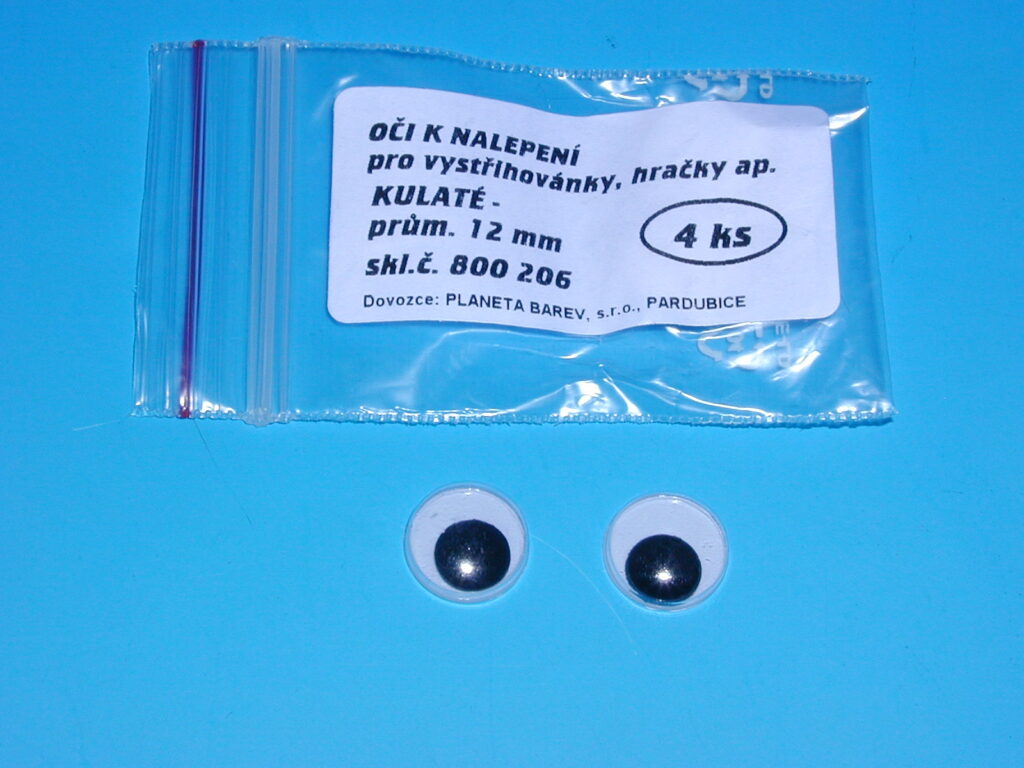 OČI K NALEPENÍ
pro vystřihovánky, hračky ap.
KULATÉ -
prům. 12 mm
4 ks
skl.č. 800 206
Dovozce: PLANETA BAREV, s.r.o., PARDUBICE